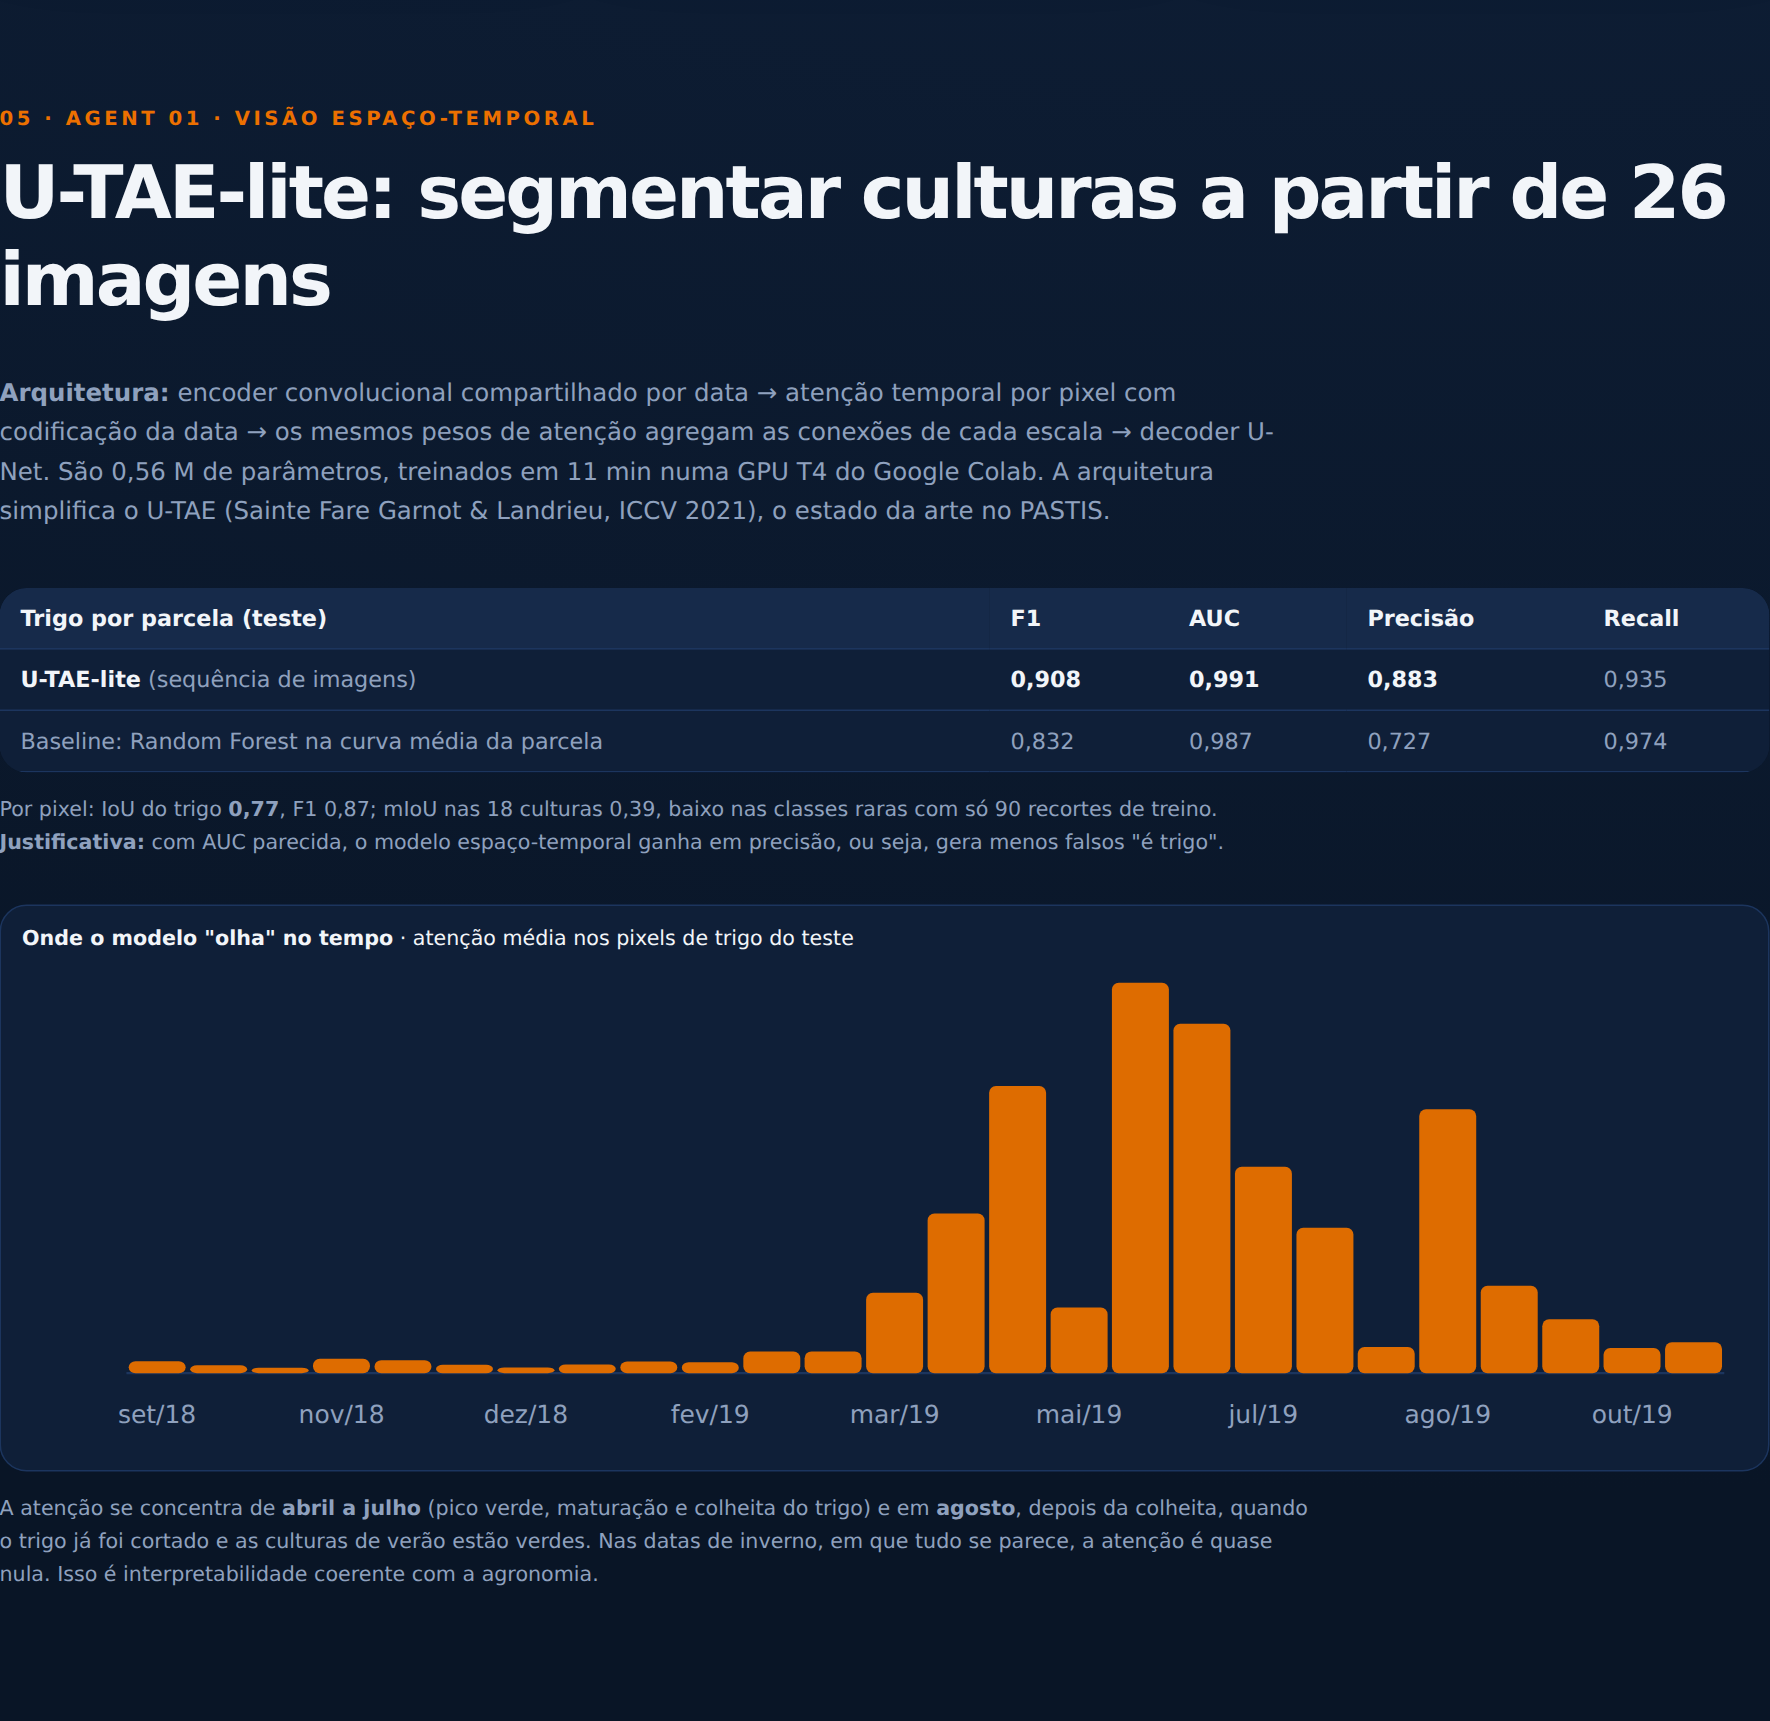 05 · AGENT 01 · VISÃO ESPAÇO-TEMPORAL
U-TAE-lite: segmentar culturas a partir de 26
imagens
Arquitetura: encoder convolucional compartilhado por data → atenção temporal por pixel com
codificação da data → os mesmos pesos de atenção agregam as conexões de cada escala → decoder U-
Net. São 0,56 M de parâmetros, treinados em 11 min numa GPU T4 do Google Colab. A arquitetura
simplifica o U-TAE (Sainte Fare Garnot & Landrieu, ICCV 2021), o estado da arte no PASTIS.
Trigo por parcela (teste) F1 AUC Precisão Recall
U-TAE-lite (sequência de imagens) 0,908 0,991 0,883 0,935
Baseline: Random Forest na curva média da parcela 0,832 0,987 0,727 0,974
Por pixel: IoU do trigo 0,77, F1 0,87; mIoU nas 18 culturas 0,39, baixo nas classes raras com só 90 recortes de treino.
Justificativa: com AUC parecida, o modelo espaço-temporal ganha em precisão, ou seja, gera menos falsos "é trigo".
Onde o modelo "olha" no tempo · atenção média nos pixels de trigo do teste
set/18 nov/18 dez/18 fev/19 mar/19 mai/19 jul/19 ago/19 out/19
A atenção se concentra de abril a julho (pico verde, maturação e colheita do trigo) e em agosto, depois da colheita, quando
o trigo já foi cortado e as culturas de verão estão verdes. Nas datas de inverno, em que tudo se parece, a atenção é quase
nula. Isso é interpretabilidade coerente com a agronomia.